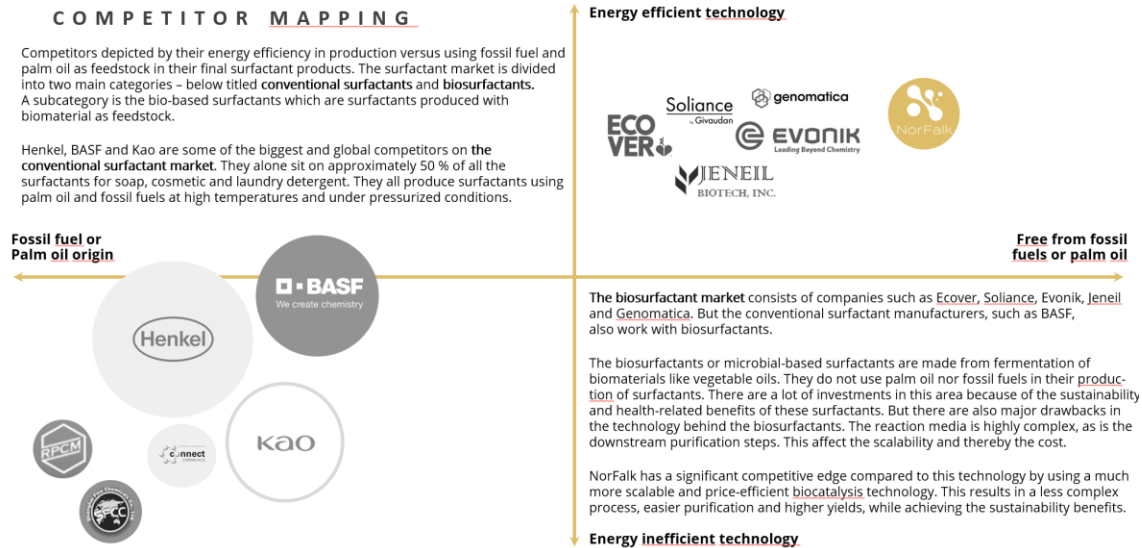 COMPETITOR MAPPING
Competitors depicted by their energy efficiency in production versus using fossil fuel and
palm oil as feedstock in their final surfactant products. The surfactant market is divided
into two main categories – below titled conventional surfactants and biosurfactants.
A subcategory is the bio-based surfactants which are surfactants produced with
biomaterial as feedstock.
Henkel, BASF and Kao are some of the biggest and global competitors on the
conventional surfactant market. They alone sit on approximately 50 % of all the
surfactants for soap, cosmetic and laundry detergent. They all produce surfactants using
palm oil and fossil fuels at high temperatures and under pressurized conditions.
Energy efficient technology
ECO
VER
Soliance
by Givaudan
genomatica
EVONIK
Leading Beyond Chemistry
JENEIL
BIOTECH, INC.
NorFalk
Fossil fuel or
Palm oil origin
Free from fossil
fuels or palm oil
BASF
We create chemistry
Henkel
Kao
RPCM
connect
SFCC
The biosurfactant market consists of companies such as Ecover, Soliance, Evonik, Jeneil
and Genomatica. But the conventional surfactant manufacturers, such as BASF,
also work with biosurfactants.
The biosurfactants or microbial-based surfactants are made from fermentation of
biomaterials like vegetable oils. They do not use palm oil nor fossil fuels in their produc-
tion of surfactants. There are a lot of investments in this area because of the sustainability
and health-related benefits of these surfactants. But there are also major drawbacks in
the technology behind the biosurfactants. The reaction media is highly complex, as is the
downstream purification steps. This affect the scalability and thereby the cost.
NorFalk has a significant competitive edge compared to this technology by using a much
more scalable and price-efficient biocatalysis technology. This results in a less complex
process, easier purification and higher yields, while achieving the sustainability benefits.
Energy inefficient technology